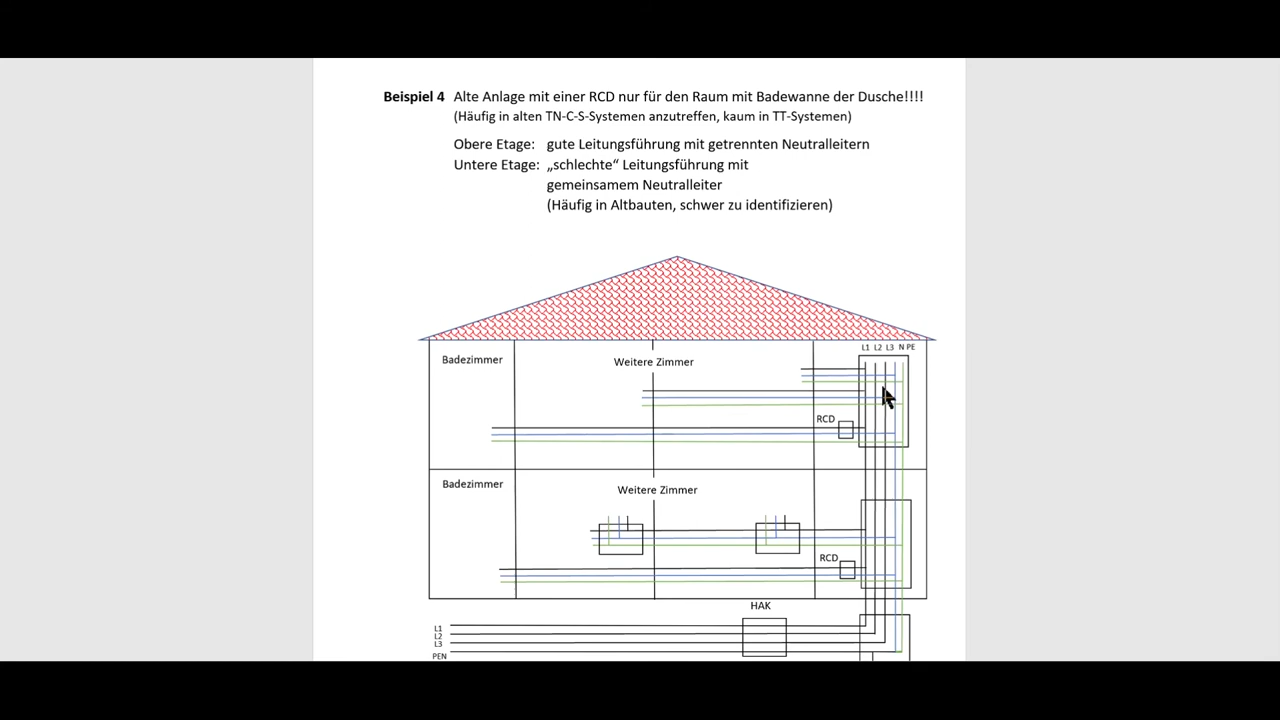 Beispiel 4 Alte Anlage mit einer RCD nur für den Raum mit Badewanne der Dusche!!!!
(Häufig in alten TN-C-S-Systemen anzutreffen, kaum in TT-Systemen)
Obere Etage: gute Leitungsführung mit getrennten Neutralleitern
Untere Etage: „schlechte“ Leitungsführung mit
gemeinsamem Neutralleiter
(Häufig in Altbauten, schwer zu identifizieren)
L1 L2 L3 N PE
Badezimmer Weitere Zimmer
RCD
Badezimmer Weitere Zimmer
RCD
HAK
L1
L2
L3
PEN